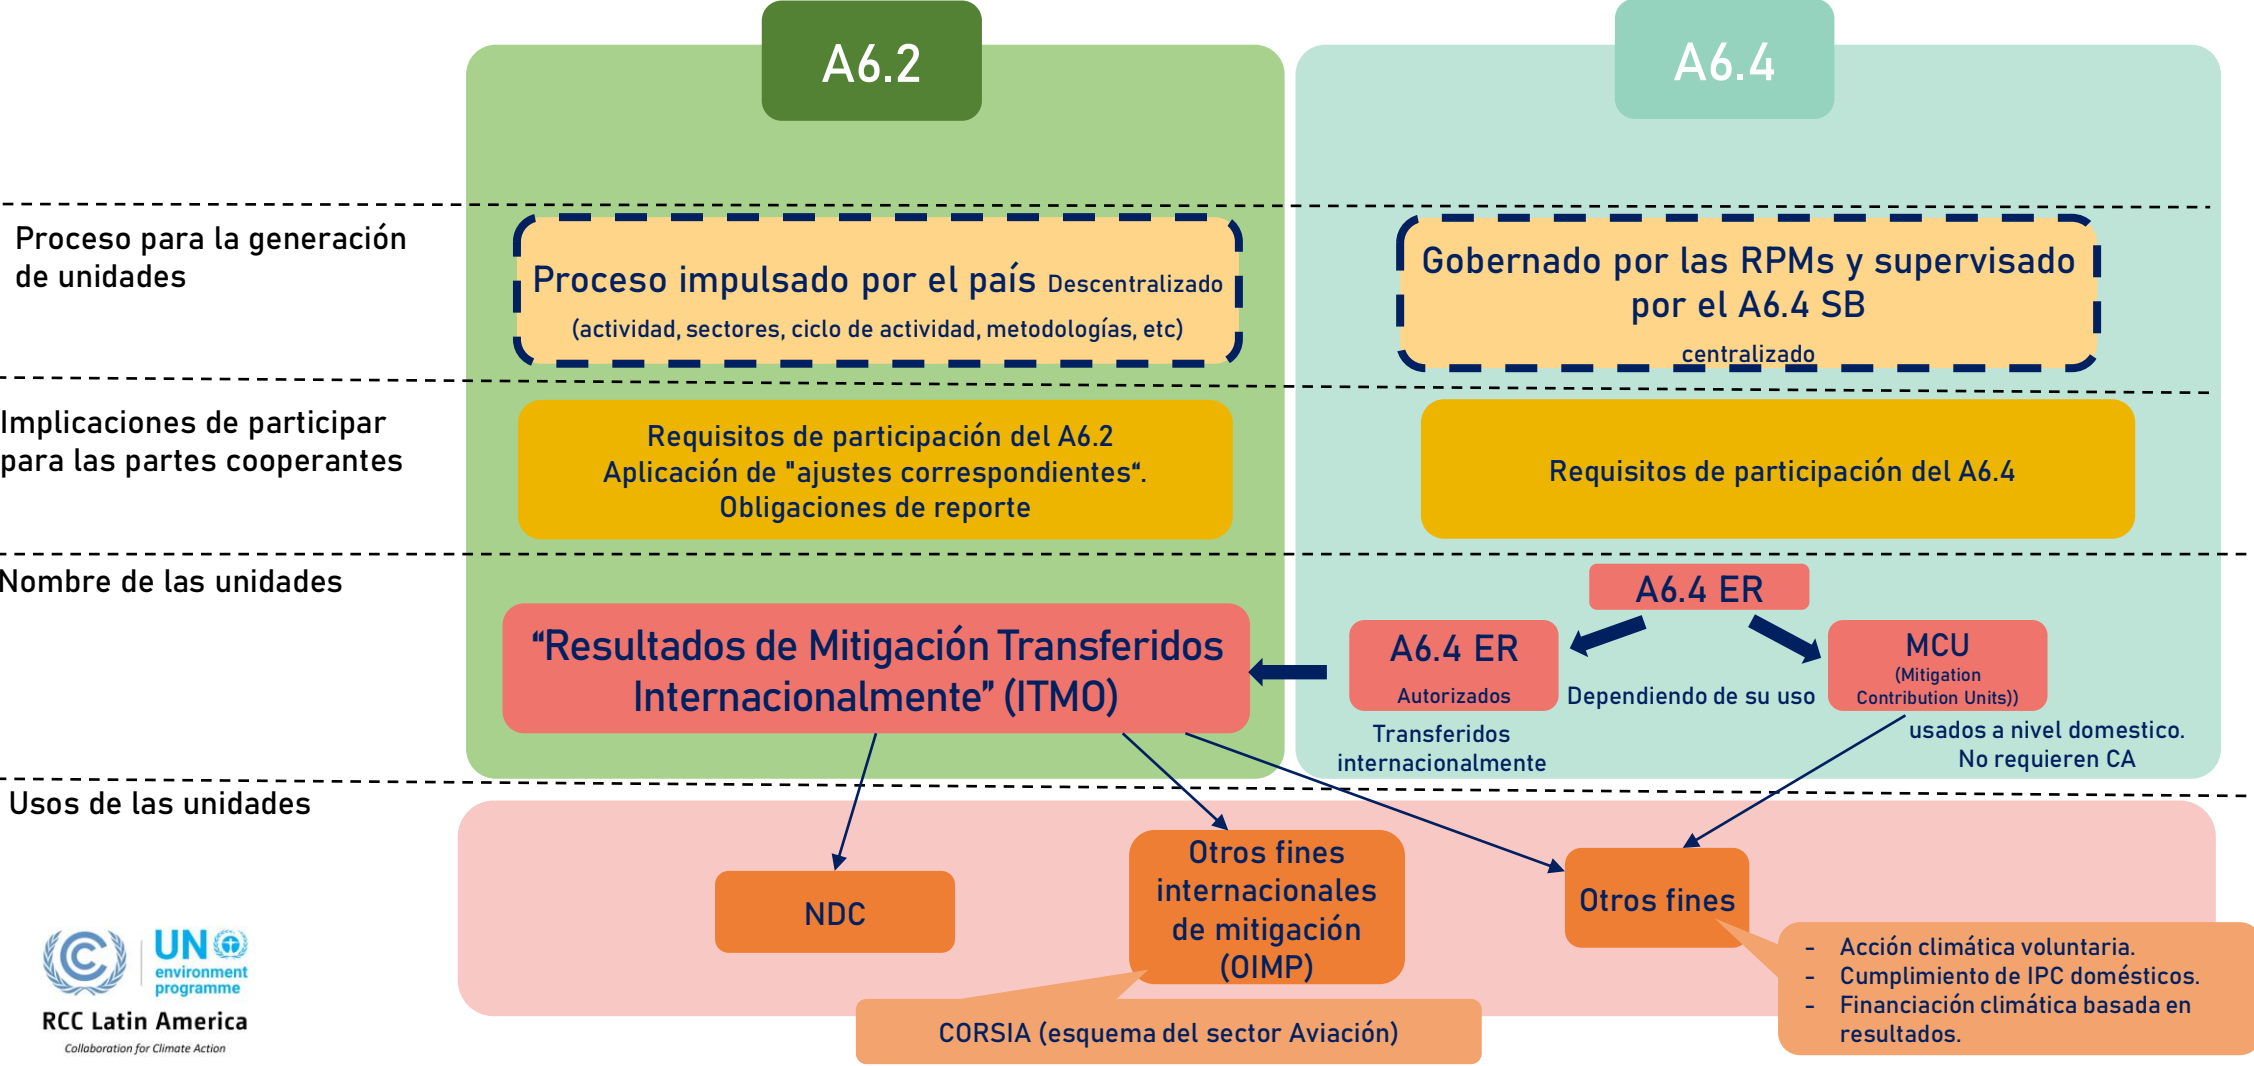 A6.2
A6.4
Proceso para la generación
de unidades
Proceso impulsado por el país Descentralizado
(actividad, sectores, ciclo de actividad, metodologías, etc)
Gobernado por las RPMs y supervisado
por el A6.4 SB
centralizado
Implicaciones de participar
para las partes cooperantes
Requisitos de participación del A6.2
Aplicación de "ajustes correspondientes“.
Obligaciones de reporte
Requisitos de participación del A6.4
Nombre de las unidades
“Resultados de Mitigación Transferidos
Internacionalmente” (ITMO)
A6.4 ER
A6.4 ER
Autorizados
Transferidos
internacionalmente
Dependiendo de su uso
MCU
(Mitigation
Contribution Units))
usados a nivel domestico.
No requieren CA
Usos de las unidades
NDC
Otros fines
internacionales
de mitigación
(OIMP)
Otros fines
CORSIA (esquema del sector Aviación)
- Acción climática voluntaria.
- Cumplimiento de IPC domésticos.
- Financiación climática basada en
resultados.
UN
environment
programme
RCC Latin America
Collaboration for Climate Action